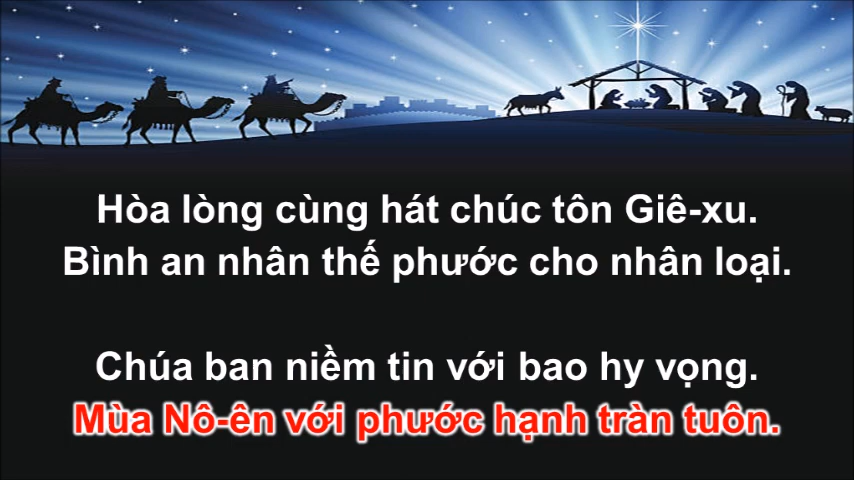 Hòa lòng cùng hát chúc tôn Giê-xu.
Bình an nhân thế phước cho nhân loại.
Chúa ban niềm tin với bao hy vọng.
Mùa Nô-ên với phước hạnh tràn tuôn.